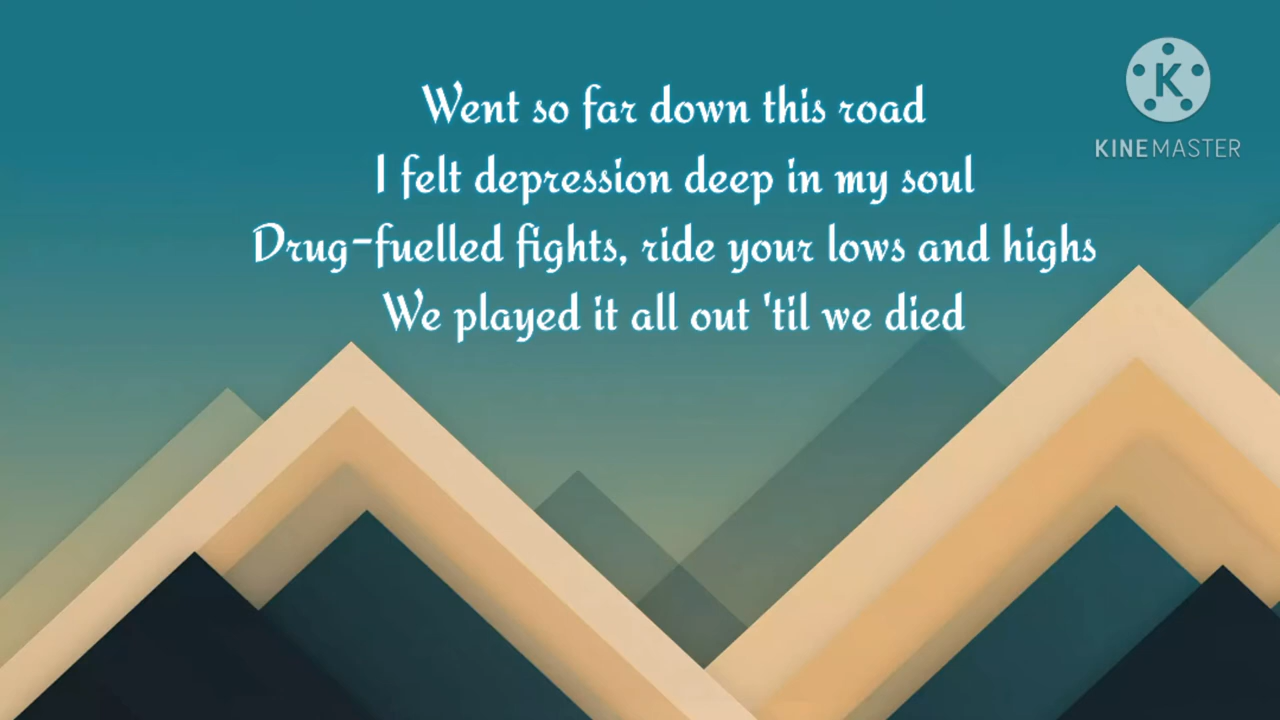 Went so far down this road
I felt depression deep in my soul
Drug-fuelled fights, ride your lows and highs
We played it all out 'til we died
K
KINEMASTER